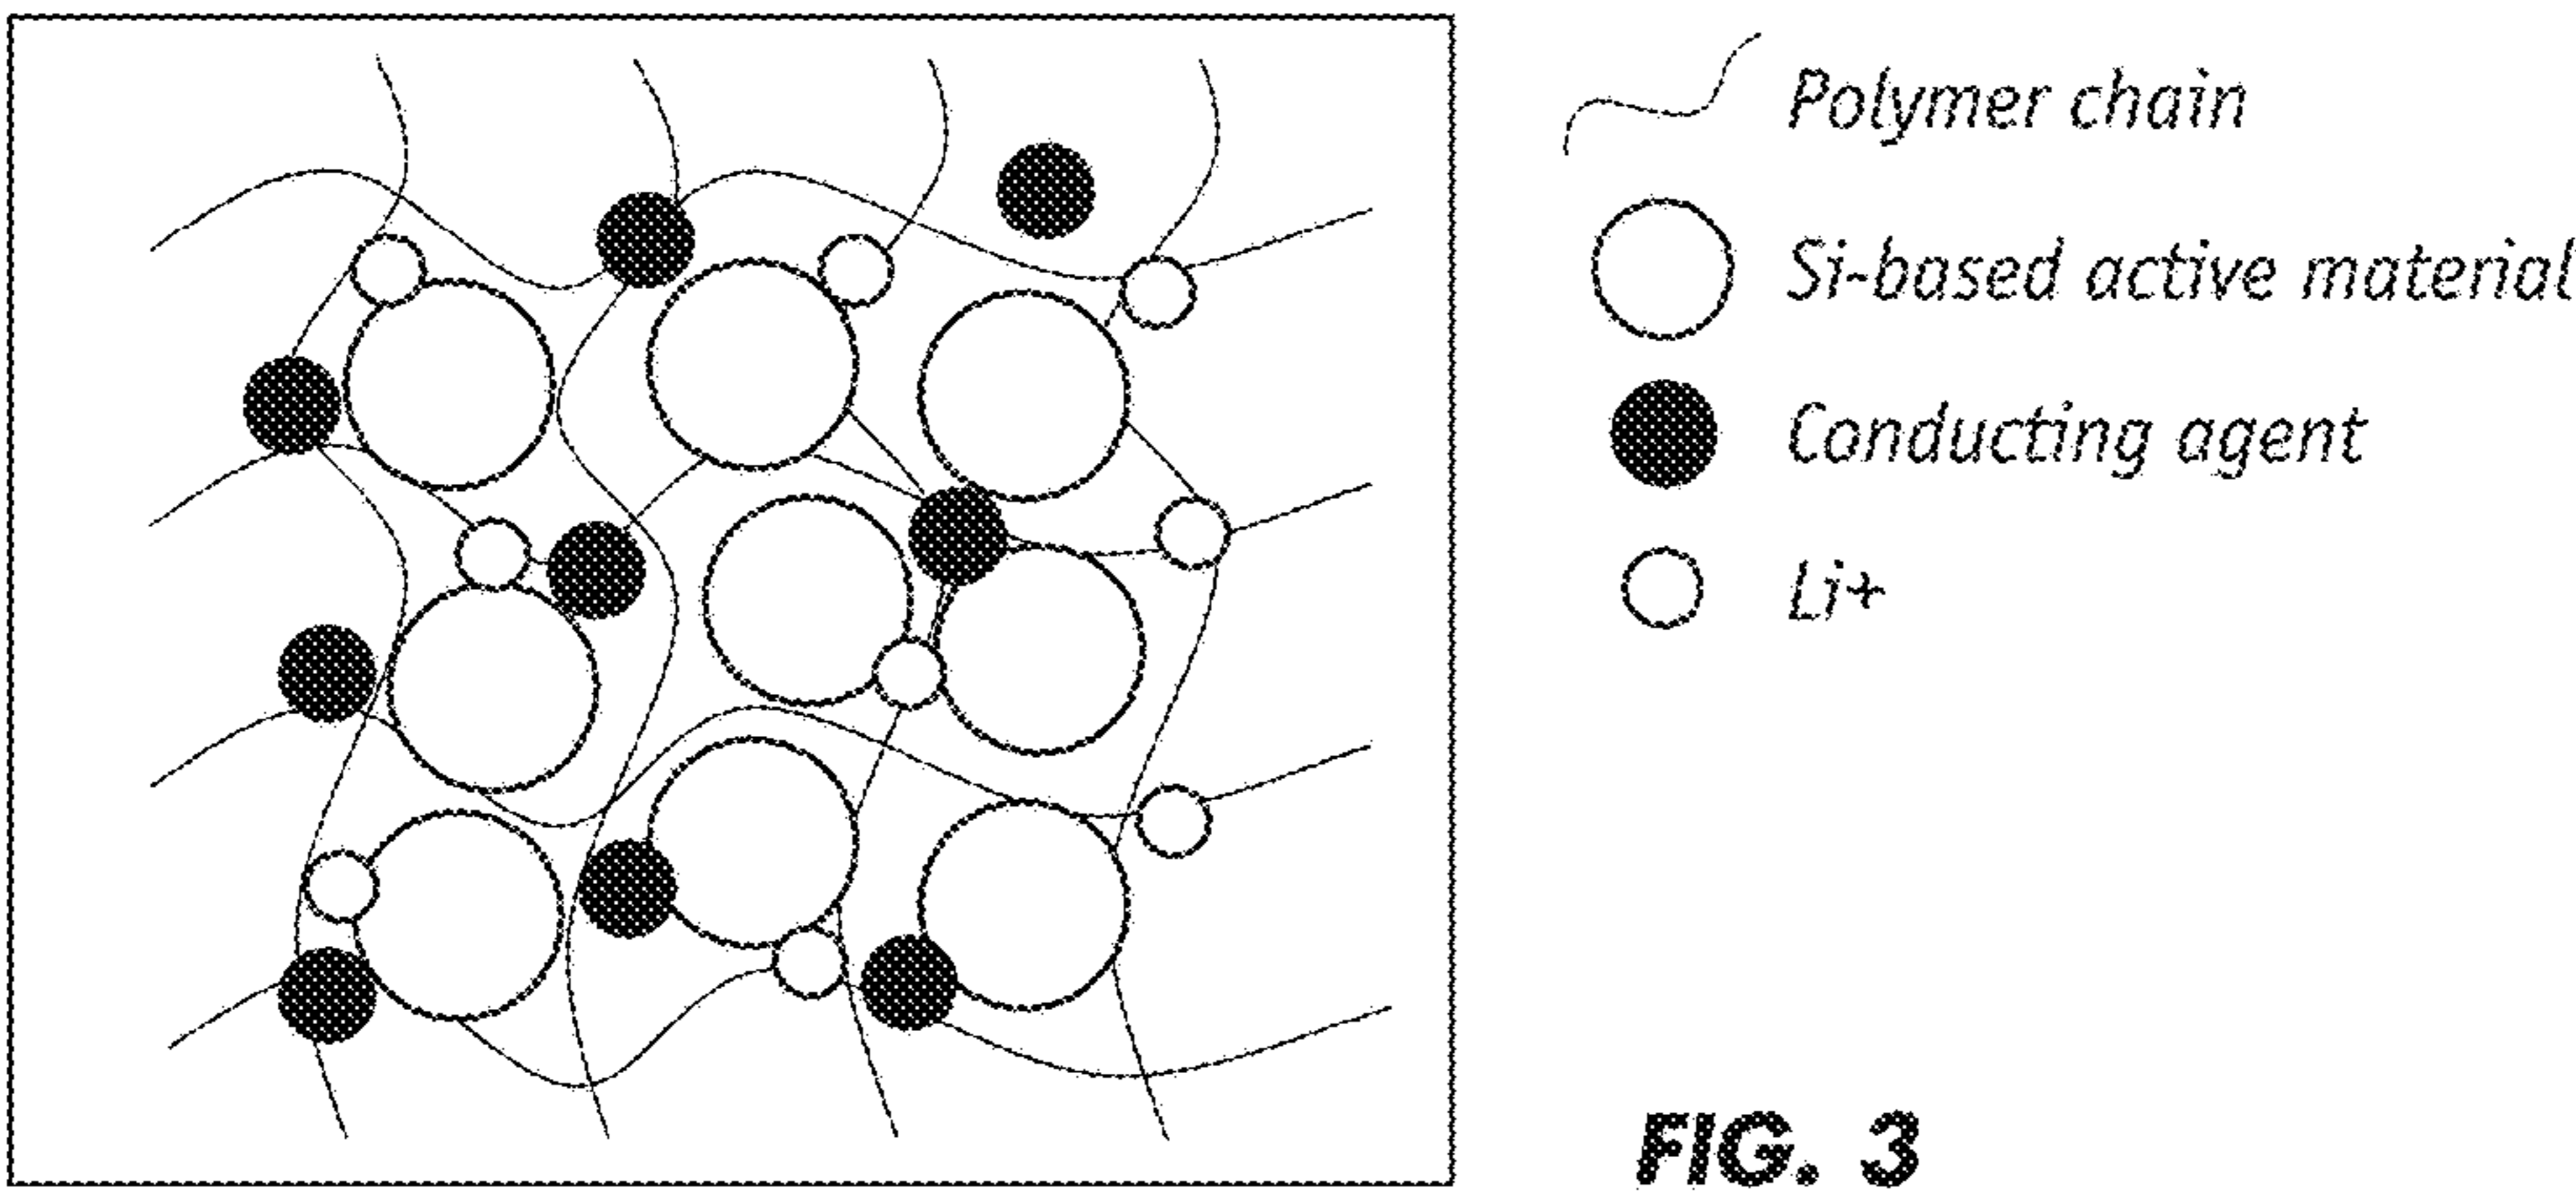 Polymer chain
Si-based active material
Conducting agent
Li+
FIG. 3